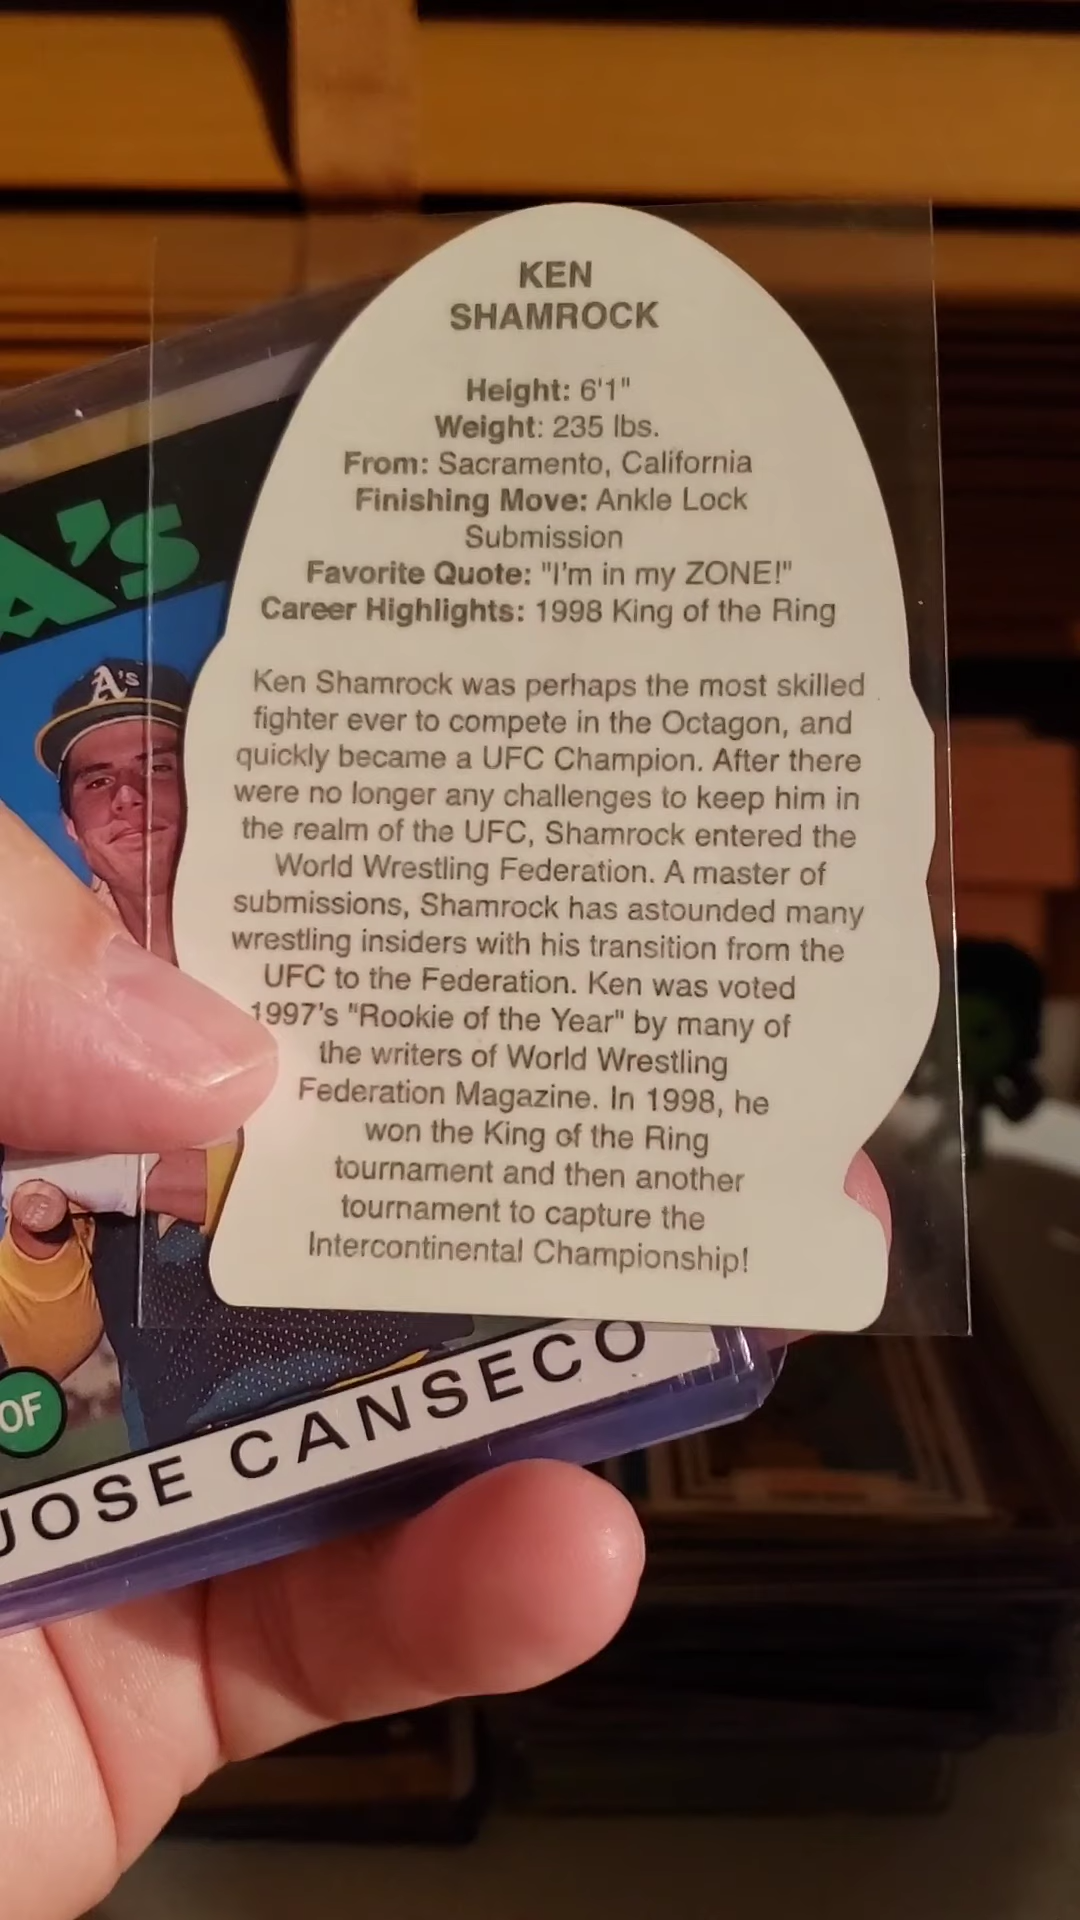 KEN
SHAMROCK
Height: 6'1"
Weight: 235 lbs.
From: Sacramento, California
Finishing Move: Ankle Lock
Submission
Favorite Quote: "I'm in my ZONE!"
Career Highlights: 1998 King of the Ring
Ken Shamrock was perhaps the most skilled
fighter ever to compete in the Octagon, and
quickly became a UFC Champion. After there
were no longer any challenges to keep him in
the realm of the UFC, Shamrock entered the
World Wrestling Federation. A master of
submissions, Shamrock has astounded many
wrestling insiders with his transition from the
UFC to the Federation. Ken was voted
1997's "Rookie of the Year" by many of
the writers of World Wrestling
Federation Magazine. In 1998, he
won the King of the Ring
tournament and then another
tournament to capture the
Intercontinental Championship!
A's
A's
OF
JOSE CANSECO